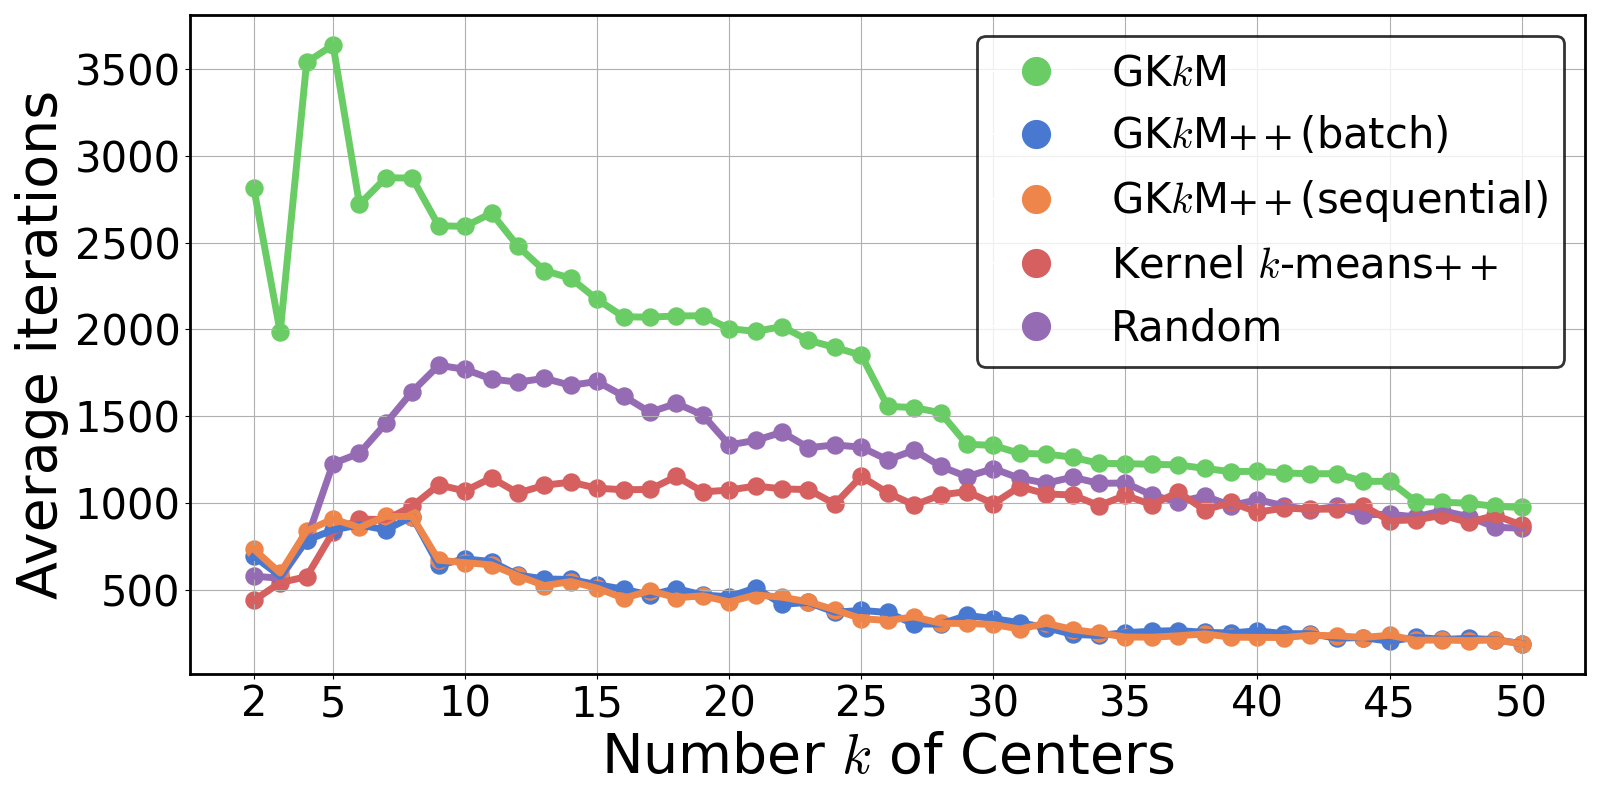 Average iterations
3500
3000
2500
2000
1500
1000
500
GKkM
GKkM++(batch)
GKkM++(sequential)
Kernel k-means++
Random
2 5 10 15 20 25 30 35 40 45 50
Number k of Centers